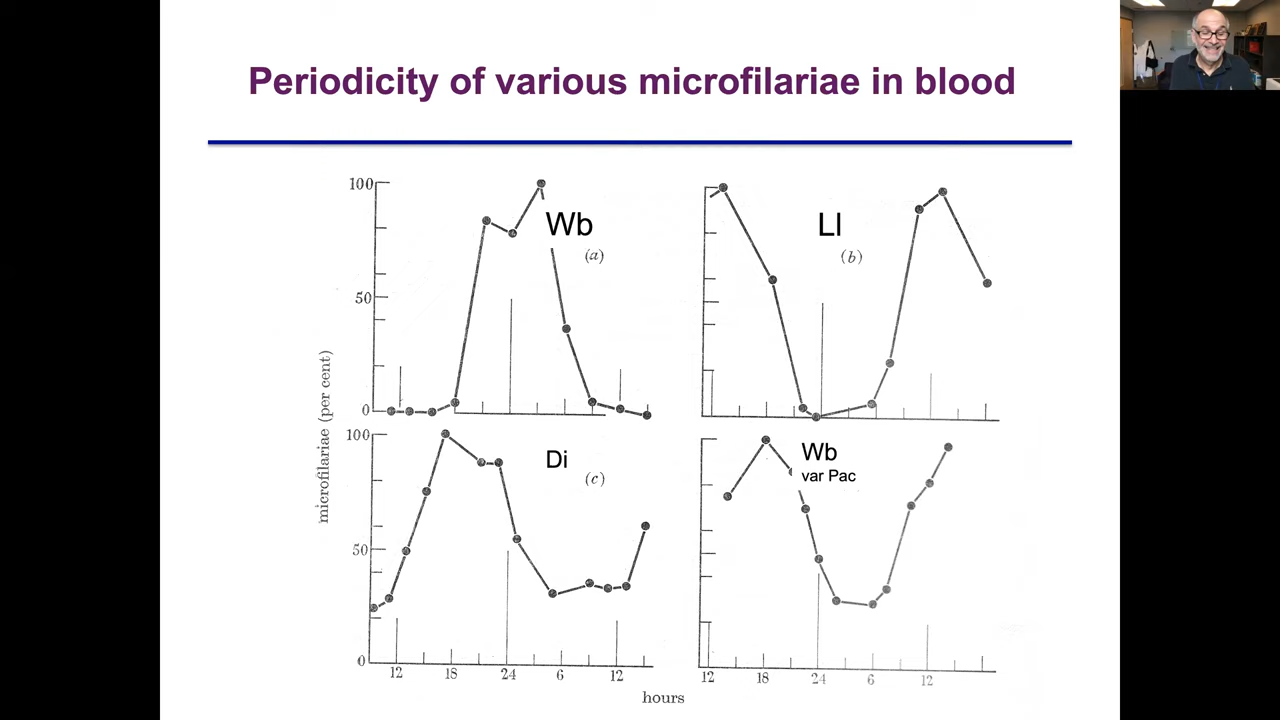 Periodicity of various microfilariae in blood
100
50
0
Wb
(a)
Ll
(b)
microfilariae (per cent)
100
50
0
Di
(c)
Wb
var Pac
12 18 24 6 12
12 18 24 6 12
hours